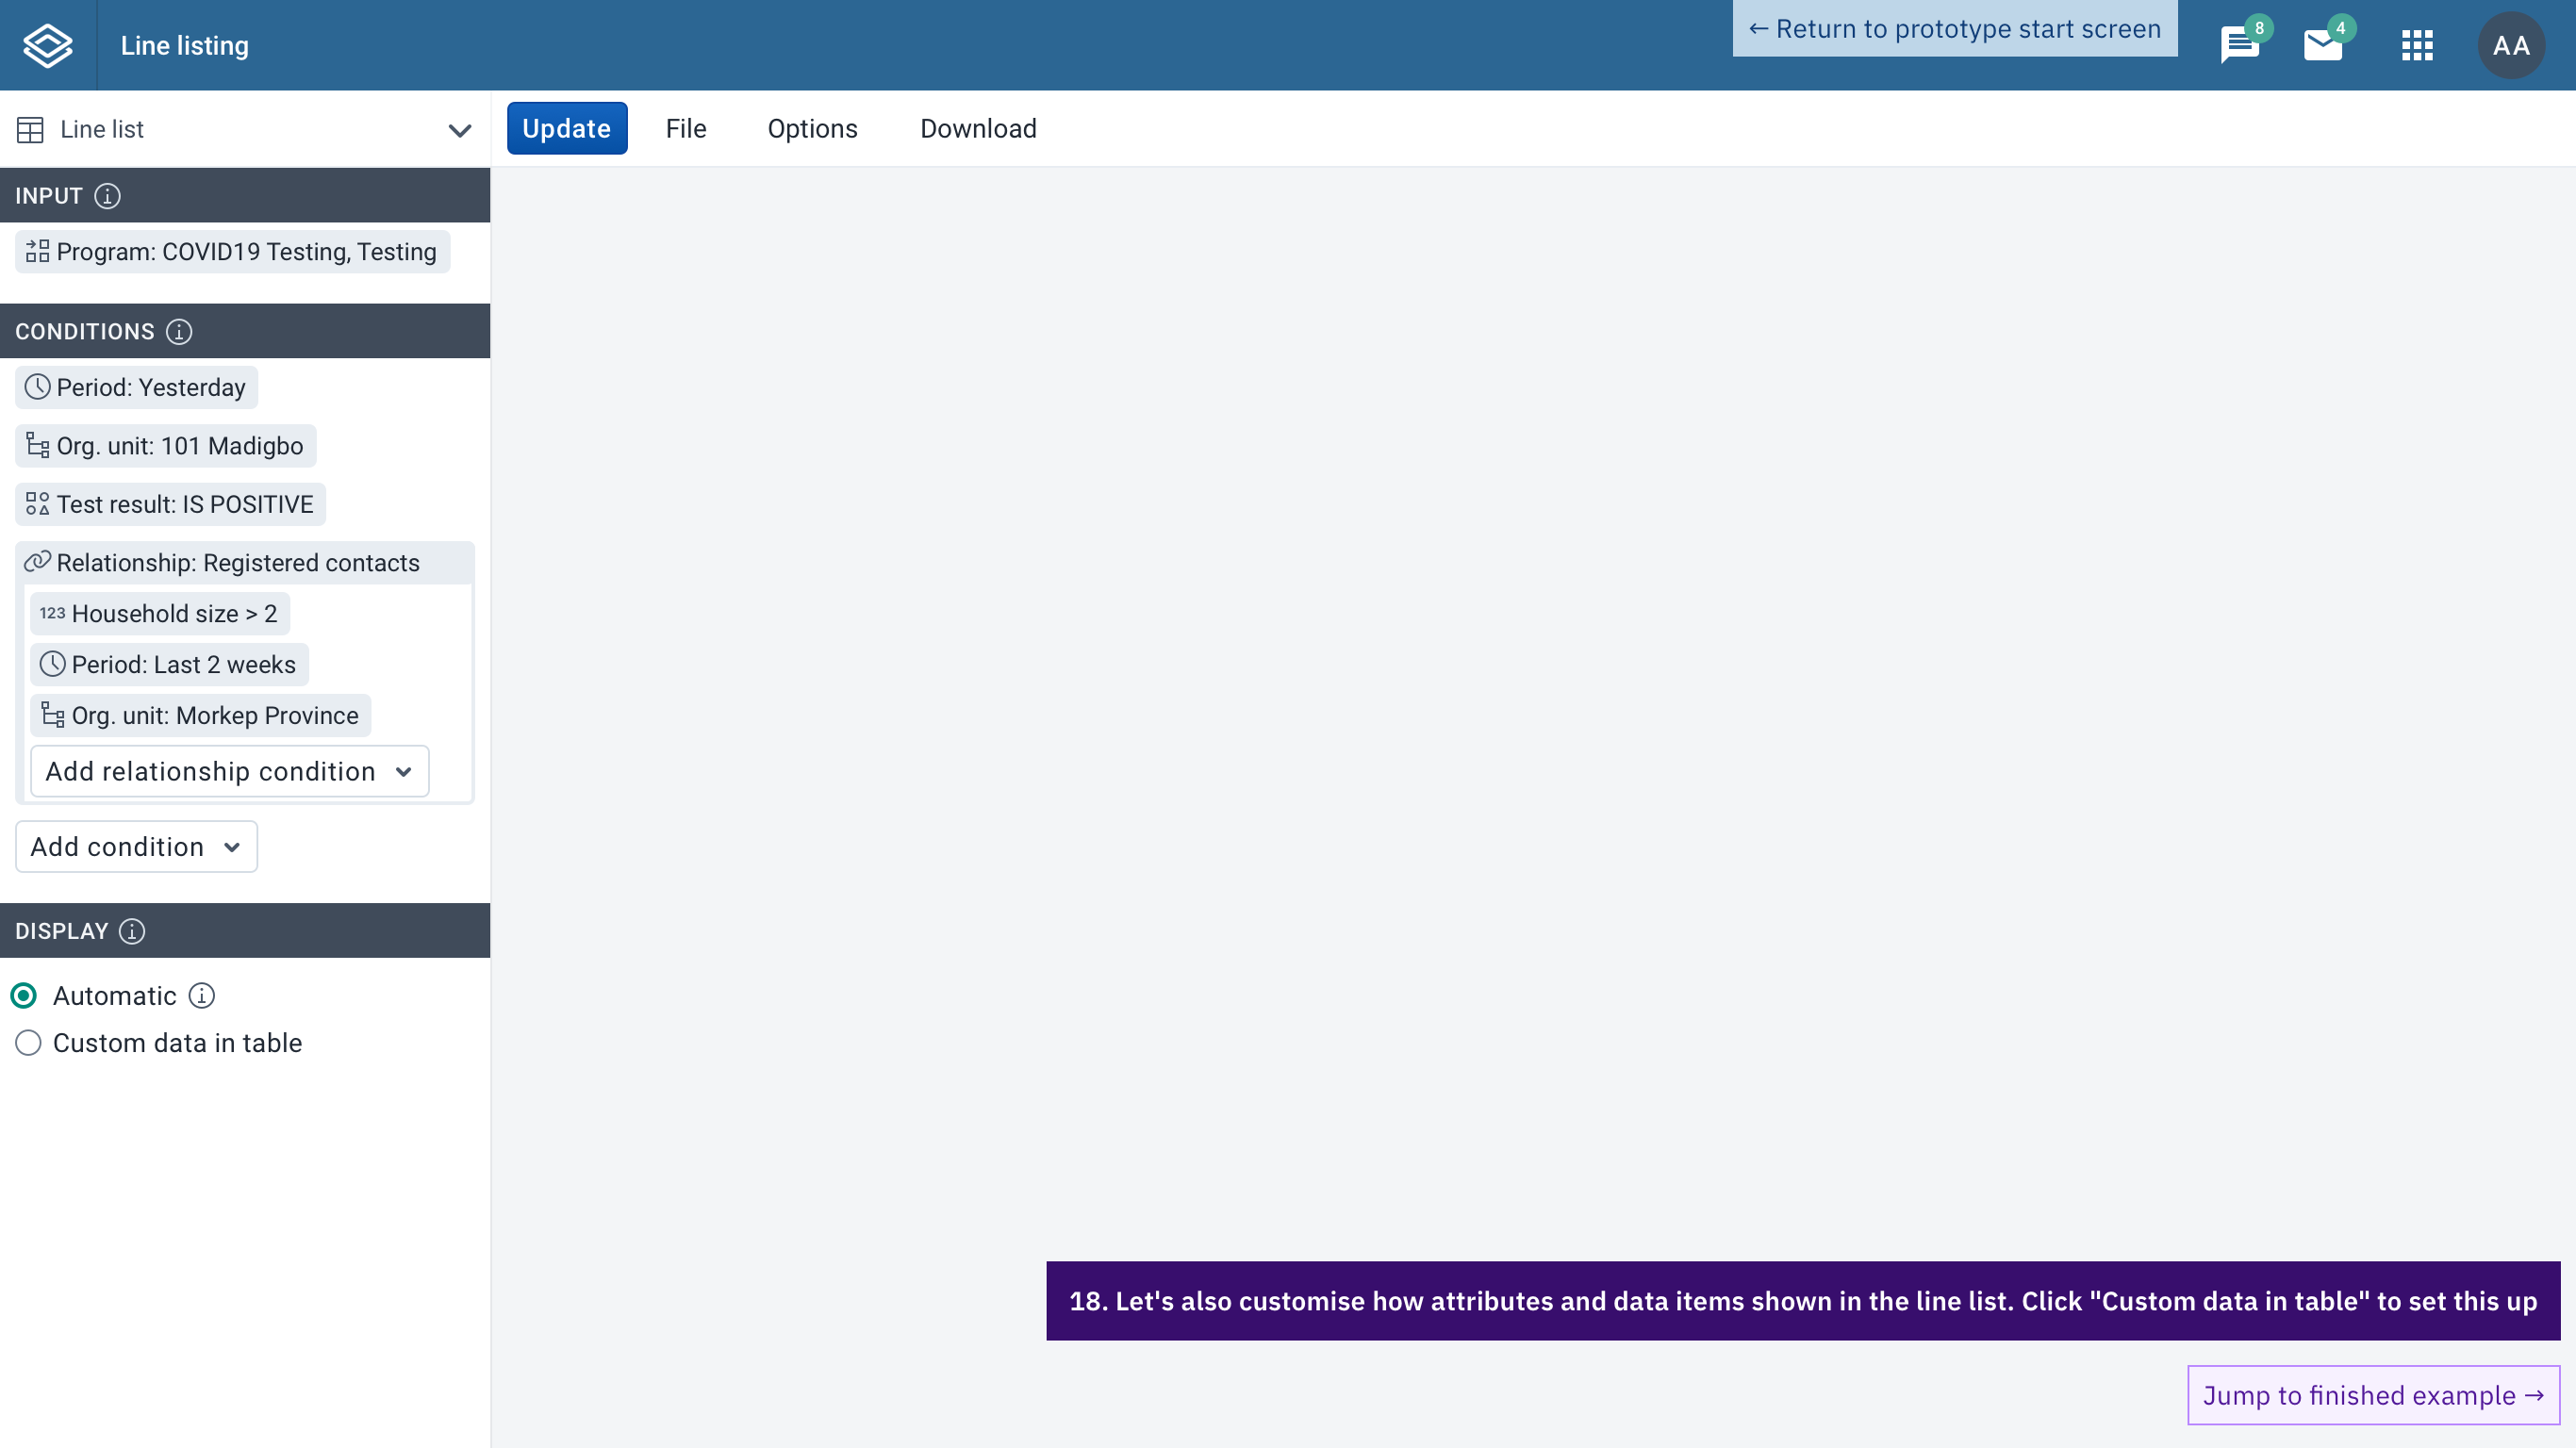 Line listing
← Return to prototype start screen
8
4
AA
Line list
Update
File
Options
Download
INPUT
Program: COVID19 Testing, Testing
CONDITIONS
Period: Yesterday
Org. unit: 101 Madigbo
Test result: IS POSITIVE
Relationship: Registered contacts
123 Household size > 2
Period: Last 2 weeks
Org. unit: Morkep Province
Add relationship condition
Add condition
DISPLAY
Automatic
Custom data in table
18. Let's also customise how attributes and data items shown in the line list. Click "Custom data in table" to set this up
Jump to finished example →